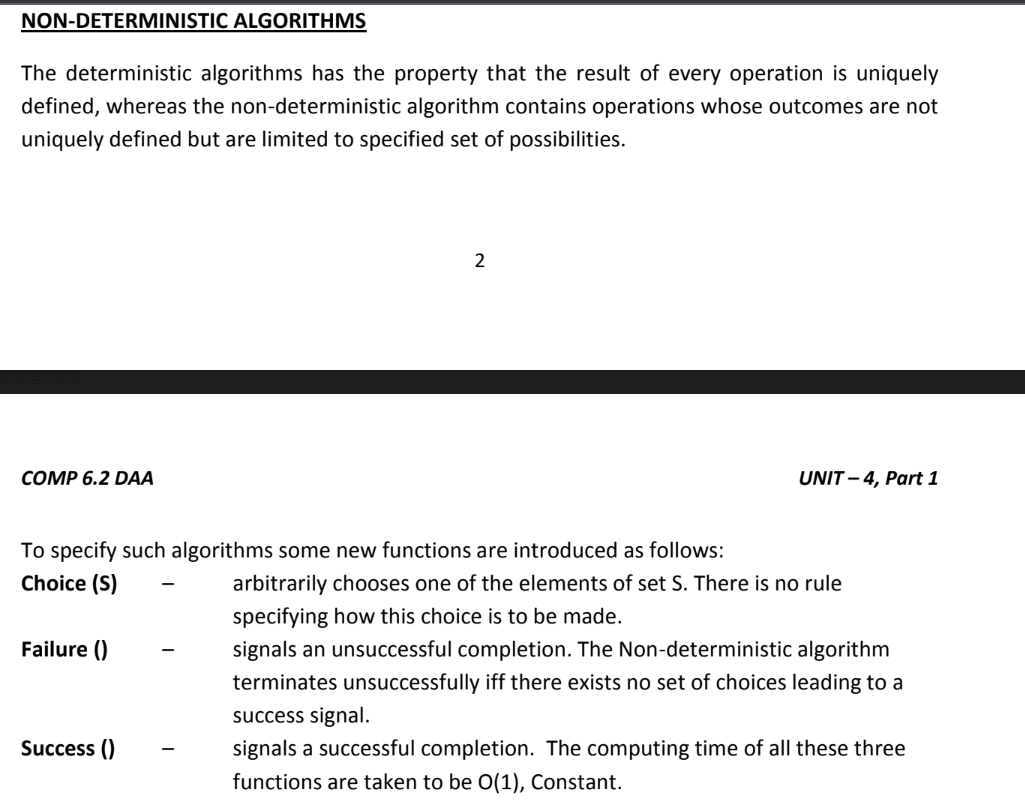 NON-DETERMINISTIC ALGORITHMS
The deterministic algorithms has the property that the result of every operation is uniquely
defined, whereas the non-deterministic algorithm contains operations whose outcomes are not
uniquely defined but are limited to specified set of possibilities.
2
COMP 6.2 DAA UNIT – 4, Part 1
To specify such algorithms some new functions are introduced as follows:
Choice (S) – arbitrarily chooses one of the elements of set S. There is no rule
specifying how this choice is to be made.
Failure () – signals an unsuccessful completion. The Non-deterministic algorithm
terminates unsuccessfully iff there exists no set of choices leading to a
success signal.
Success () – signals a successful completion.  The computing time of all these three
functions are taken to be O(1), Constant.